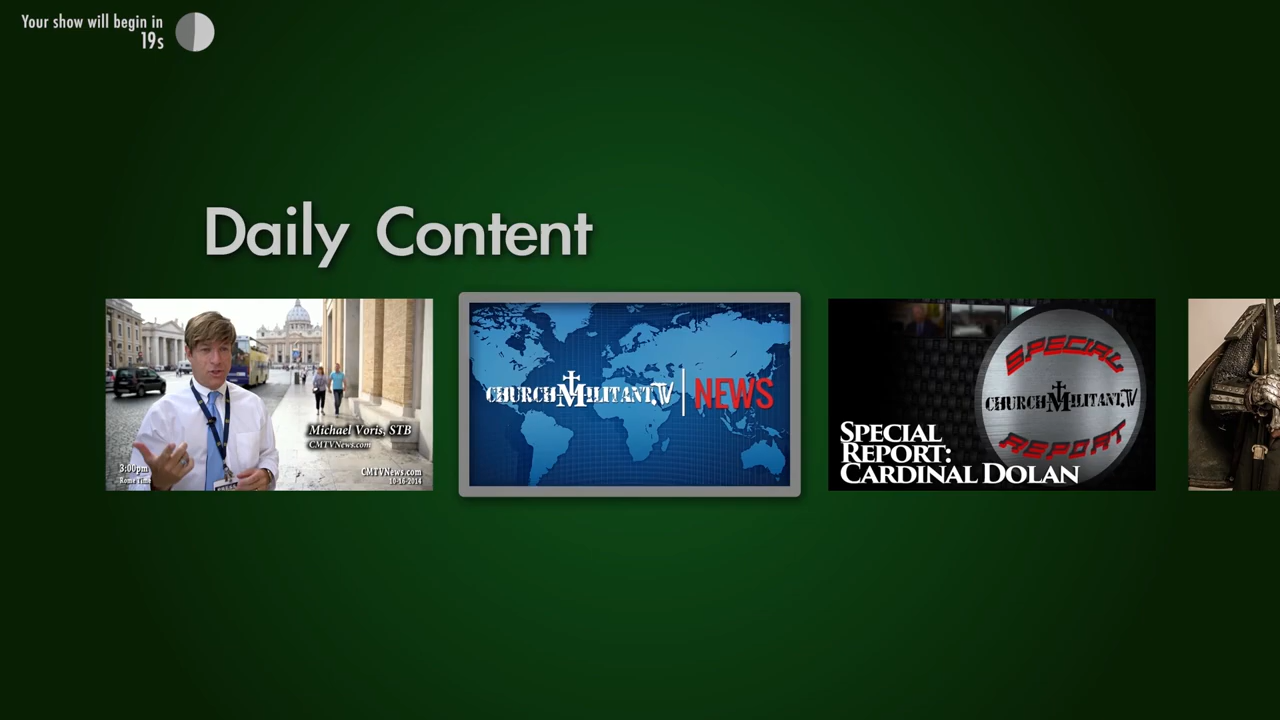 Your show will begin in
19s
Daily Content
Michael Voris, STB
CMTVNews.com
3:00pm
Rome Time
CMTVNews.com
10-16-2014
CHURCHMILITANT.TV | NEWS
SPECIAL
CHURCHMILITANT.TV
REPORT
SPECIAL
REPORT:
CARDINAL DOLAN